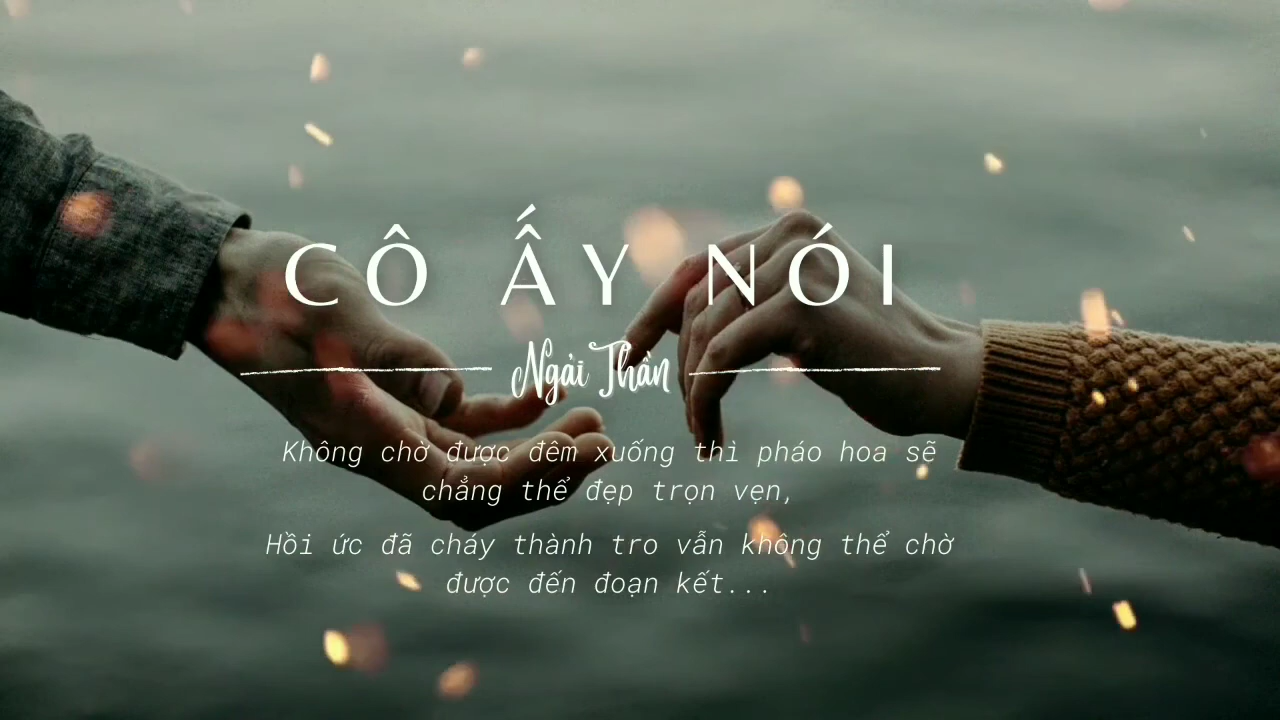 CÔ ẤY NÓI
Ngải Thần
Không chờ được đêm xuống thì pháo hoa sẽ
chẳng thể đẹp trọn vẹn,
Hồi ức đã cháy thành tro vẫn không thể chờ
được đến đoạn kết...